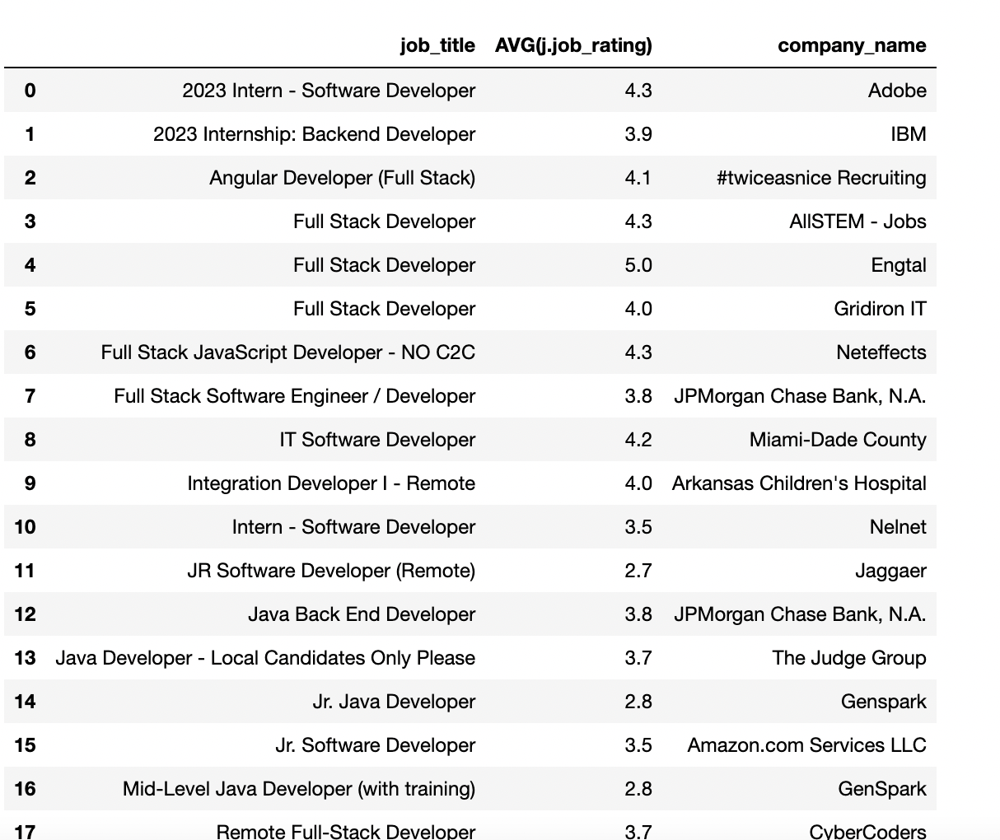 job_title AVG(j.job_rating) company_name
0 2023 Intern - Software Developer 4.3 Adobe
1 2023 Internship: Backend Developer 3.9 IBM
2 Angular Developer (Full Stack) 4.1 #twiceasnice Recruiting
3 Full Stack Developer 4.3 AllSTEM - Jobs
4 Full Stack Developer 5.0 Engtal
5 Full Stack Developer 4.0 Gridiron IT
6 Full Stack JavaScript Developer - NO C2C 4.3 Neteffects
7 Full Stack Software Engineer / Developer 3.8 JPMorgan Chase Bank, N.A.
8 IT Software Developer 4.2 Miami-Dade County
9 Integration Developer I - Remote 4.0 Arkansas Children's Hospital
10 Intern - Software Developer 3.5 Nelnet
11 JR Software Developer (Remote) 2.7 Jaggaer
12 Java Back End Developer 3.8 JPMorgan Chase Bank, N.A.
13 Java Developer - Local Candidates Only Please 3.7 The Judge Group
14 Jr. Java Developer 2.8 Genspark
15 Jr. Software Developer 3.5 Amazon.com Services LLC
16 Mid-Level Java Developer (with training) 2.8 GenSpark
17 Remote Full-Stack Developer 3.7 CyberCoders